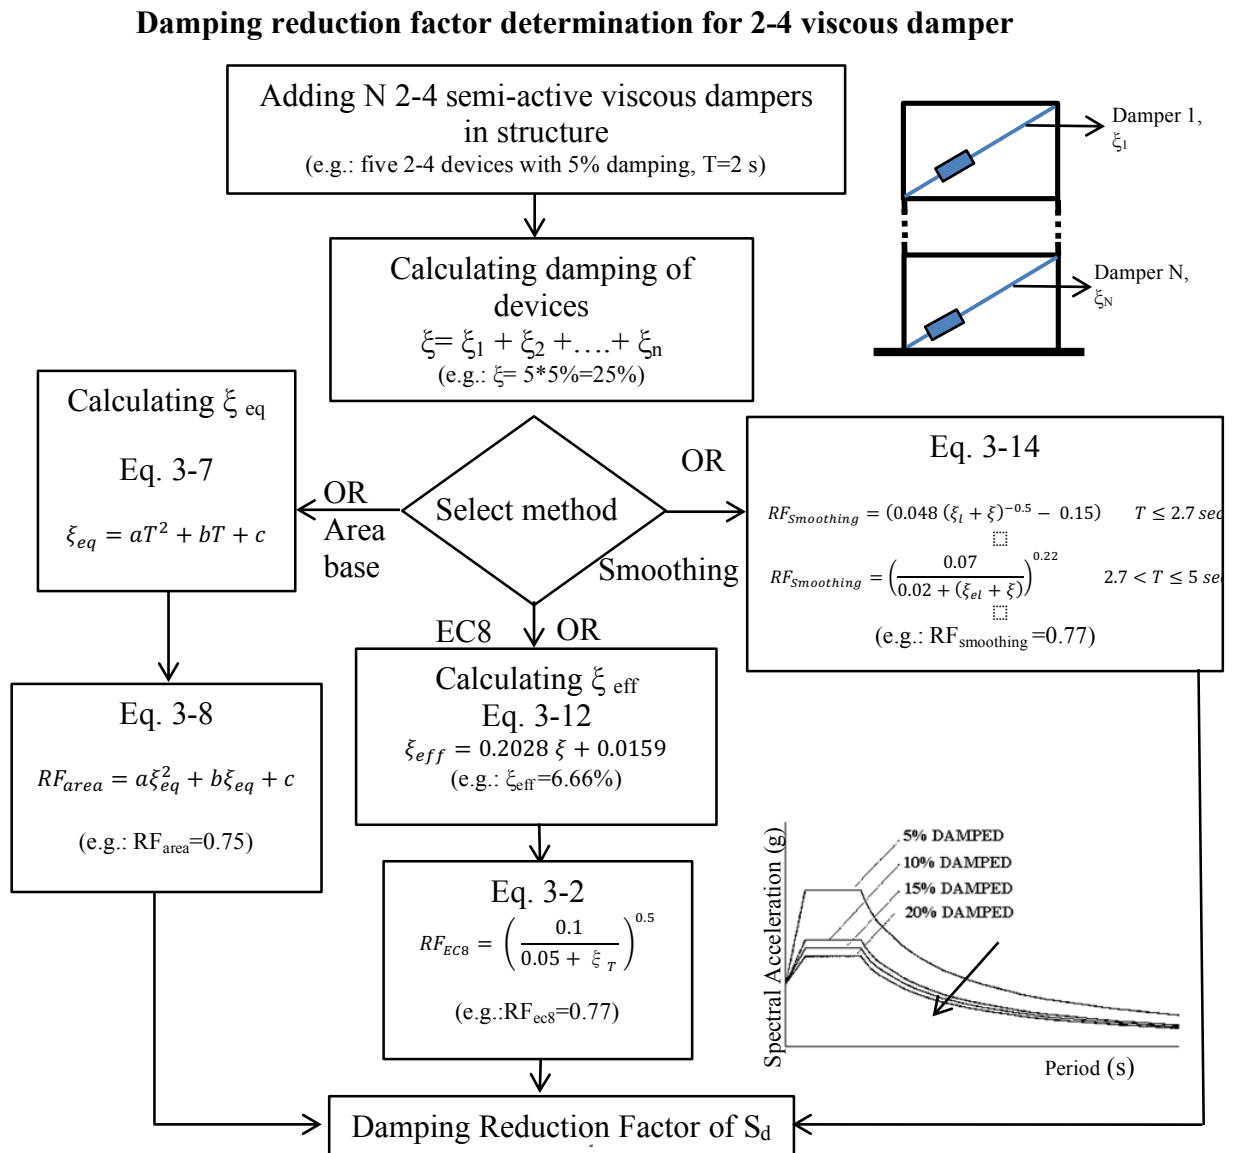 Damping reduction factor determination for 2-4 viscous damper
Adding N 2-4 semi-active viscous dampers
in structure
(e.g.: five 2-4 devices with 5% damping, T=2 s)
Damper 1,
ξ1
Damper N,
ξN
Calculating damping of
devices
ξ= ξ1 + ξ2 +….+ ξn
(e.g.: ξ= 5*5%=25%)
Calculating ξ eq
Eq. 3-7
ξeq = aT² + bT + c
OR
Area
base
Select method
OR
Smoothing
EC8
OR
Eq. 3-14
RFSmoothing = (0.048 (ξl + ξ)^−0.5 − 0.15) T ≤ 2.7 sec
RFSmoothing = (0.07 / (0.02 + (ξel + ξ)))^0.22 2.7 < T ≤ 5 sec
(e.g.: RFsmoothing =0.77)
Eq. 3-8
RFarea = aξ²eq + bξeq + c
(e.g.: RFarea=0.75)
Calculating ξ eff
Eq. 3-12
ξeff = 0.2028 ξ + 0.0159
(e.g.: ξeff=6.66%)
Eq. 3-2
RFEC8 = (0.1 / (0.05 + ξ T))^0.5
(e.g.:RFec8=0.77)
Spectral Acceleration (g)
5% DAMPED
10% DAMPED
15% DAMPED
20% DAMPED
Period (s)
Damping Reduction Factor of Sd